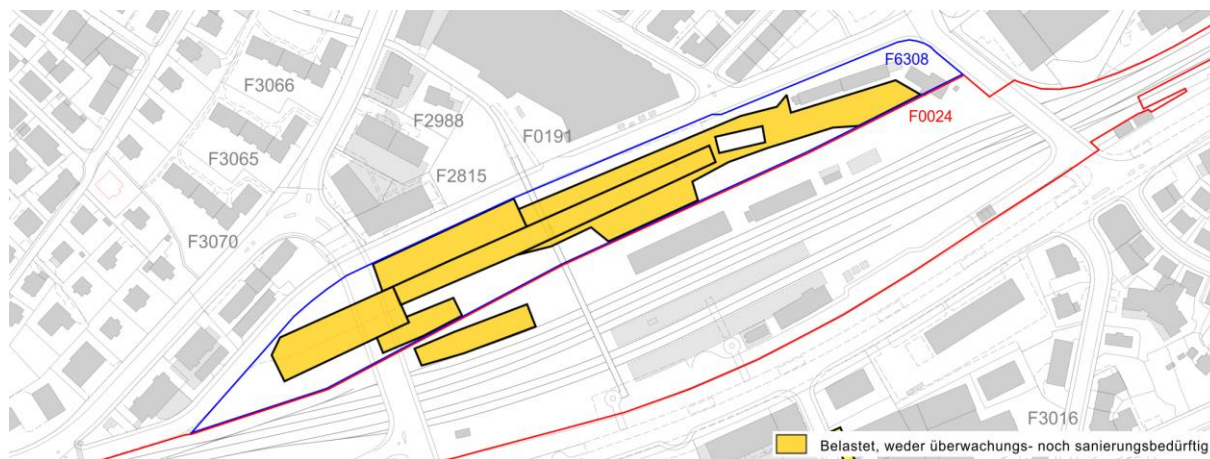 F6308
F3066
F0024
F2988
F0191
F3065
F2815
F3070
F3016
Belastet, weder überwachungs- noch sanierungsbedürftig